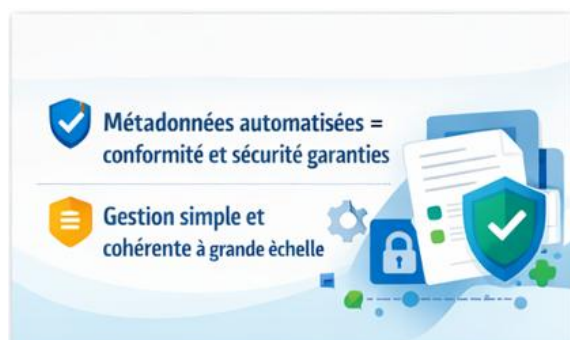 Métadonnées automatisées =
conformité et sécurité garanties
Gestion simple et
cohérente à grande èchelle